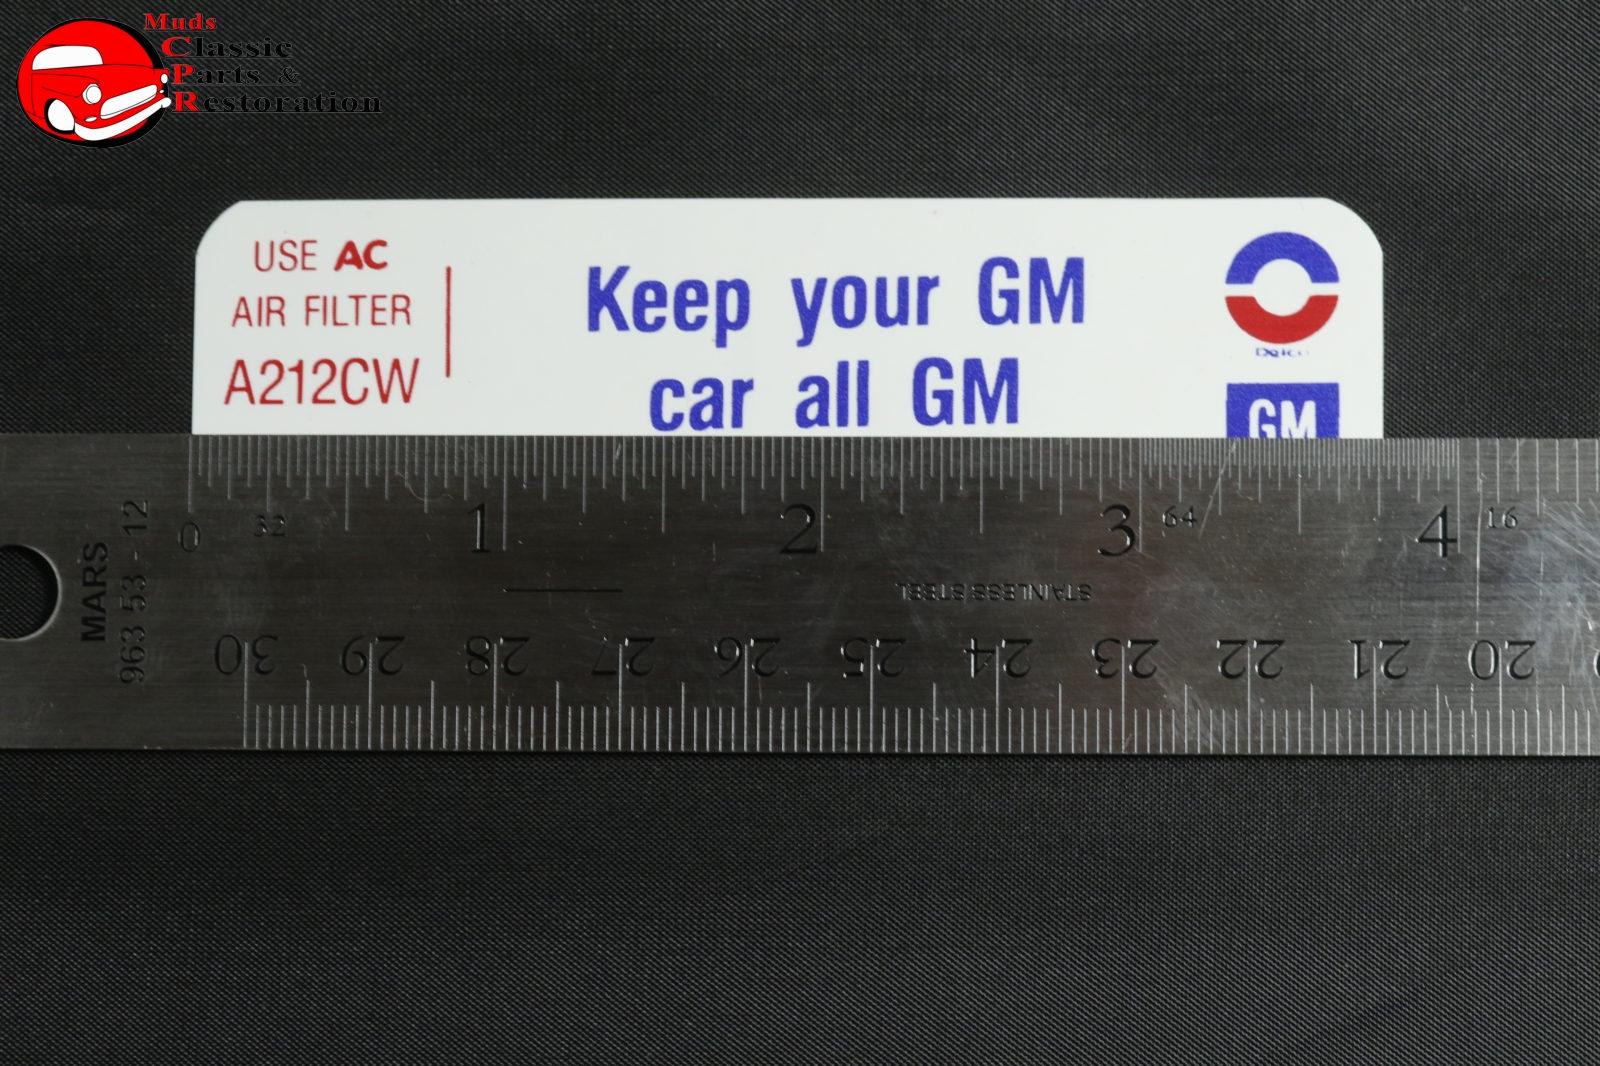 Muds
Classic
Parts &
Restoration
USE AC
AIR FILTER
A212CW
Keep your GM
car all GM
Delco
GM
0 32 1 2 3 64 4 16
MARS
963 53 - 12
STAINLESS STEEL
30 29 28 27 26 25 24 23 22 21 20